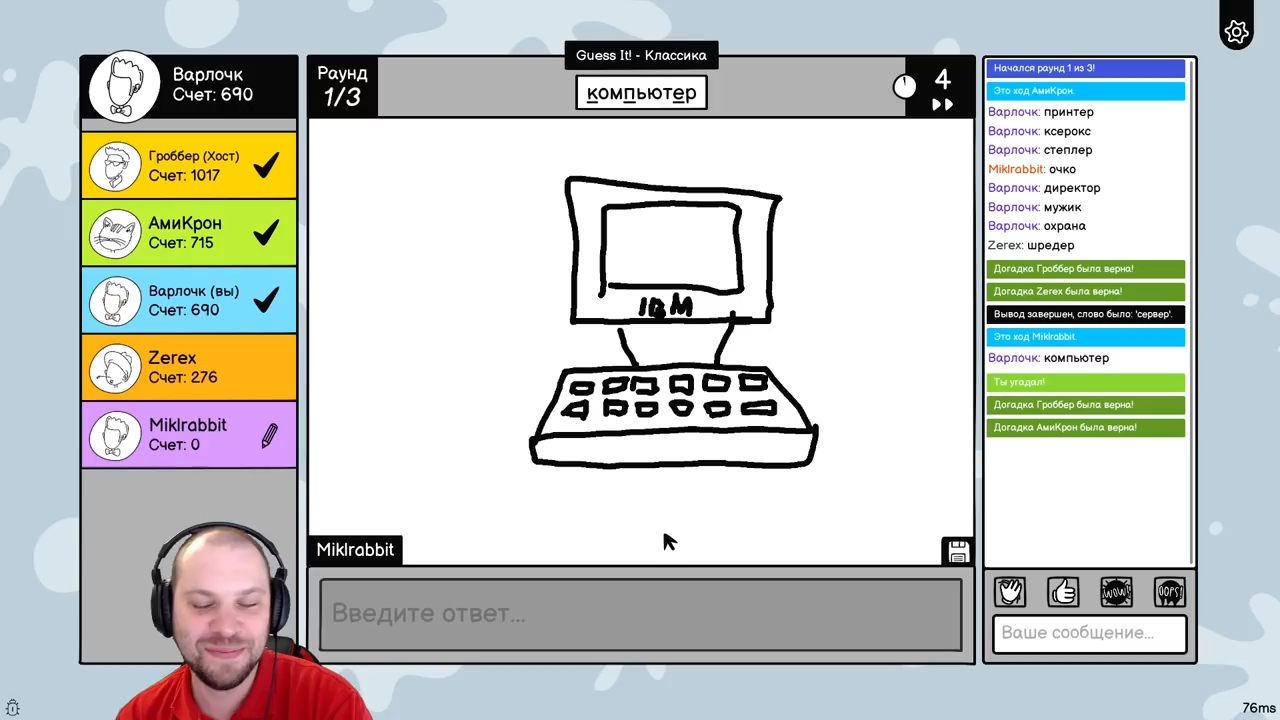 Guess It! - Классика
Варлочк
Счет: 690
Раунд
1/3
компьютер
4
Гроббер (Хост)
Счет: 1017
АмиКрон
Счет: 715
Варлочк (вы)
Счет: 690
Zerex
Счет: 276
Miklrabbit
Счет: 0
IBM
Miklrabbit
Введите ответ...
Начался раунд 1 из 3!
Это ход АмиКрон.
Варлочк: принтер
Варлочк: ксерокс
Варлочк: степлер
Miklrabbit: очко
Варлочк: директор
Варлочк: мужик
Варлочк: охрана
Zerex: шредер
Догадка Гроббер была верна!
Догадка Zerex была верна!
Вывод завершен, слово было: 'сервер'.
Это ход Miklrabbit.
Варлочк: компьютер
Ты угадал!
Догадка Гроббер была верна!
Догадка АмиКрон была верна!
WOW!
OOPS!
Ваше сообщение...
76ms